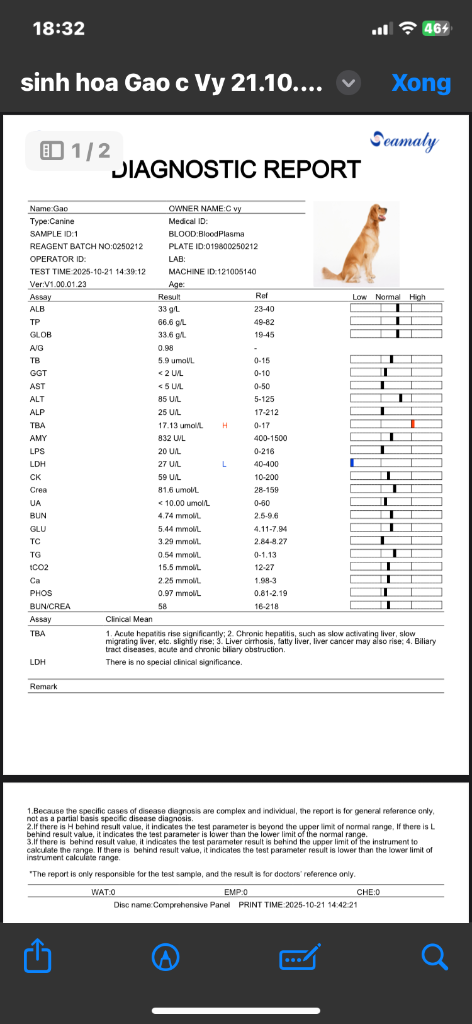 18:32
46
sinh hoa Gao c Vy 21.10....
Xong
1/2
Seamaty
DIAGNOSTIC REPORT
Name:Gao OWNER NAME:C vy
Type:Canine Medical ID:
SAMPLE ID:1 BLOOD:BloodPlasma
REAGENT BATCH NO:0250212 PLATE ID:019800250212
OPERATOR ID: LAB:
TEST TIME:2025-10-21 14:39:12 MACHINE ID:121005140
Ver:V1.00.01.23 Age:
Assay Result Ref Low Normal High
ALB 33 g/L 23-40
TP 66.6 g/L 49-82
GLOB 33.6 g/L 19-45
A/G 0.98 -
TB 5.9 umol/L 0-15
GGT < 2 U/L 0-10
AST < 5 U/L 0-50
ALT 85 U/L 5-125
ALP 25 U/L 17-212
TBA 17.13 umol/L H 0-17
AMY 832 U/L 400-1500
LPS 20 U/L 0-216
LDH 27 U/L L 40-400
CK 59 U/L 10-200
Crea 81.6 umol/L 28-159
UA < 10.00 umol/L 0-60
BUN 4.74 mmol/L 2.5-9.6
GLU 5.44 mmol/L 4.11-7.94
TC 3.29 mmol/L 2.84-8.27
TG 0.54 mmol/L 0-1.13
tCO2 15.5 mmol/L 12-27
Ca 2.25 mmol/L 1.98-3
PHOS 0.97 mmol/L 0.81-2.19
BUN/CREA 58 16-218
Assay Clinical Mean
TBA 1. Acute hepatitis rise significantly; 2. Chronic hepatitis, such as slow activating liver, slow
migrating liver, etc. slightly rise; 3. Liver cirrhosis, fatty liver, liver cancer may also rise; 4. Biliary
tract diseases, acute and chronic biliary obstruction.
LDH There is no special clinical significance.
Remark
1.Because the specific cases of disease diagnosis are complex and individual, the report is for general reference only,
not as a partial basis specific disease diagnosis.
2.If there is H behind result value, it indicates the test parameter is beyond the upper limit of normal range, If there is L
behind result value, it indicates the test parameter is lower than the lower limit of the normal range.
3.If there is behind result value, it indicates the test parameter result is behind the upper limit of the instrument to
calculate the range. If there is behind result value, it indicates the test parameter result is lower than the lower limit of
instrument calculate range.
*The report is only responsible for the test sample, and the result is for doctors' reference only.
WAT:0 EMP:0 CHE:0
Disc name:Comprehensive Panel PRINT TIME:2025-10-21 14:42:21